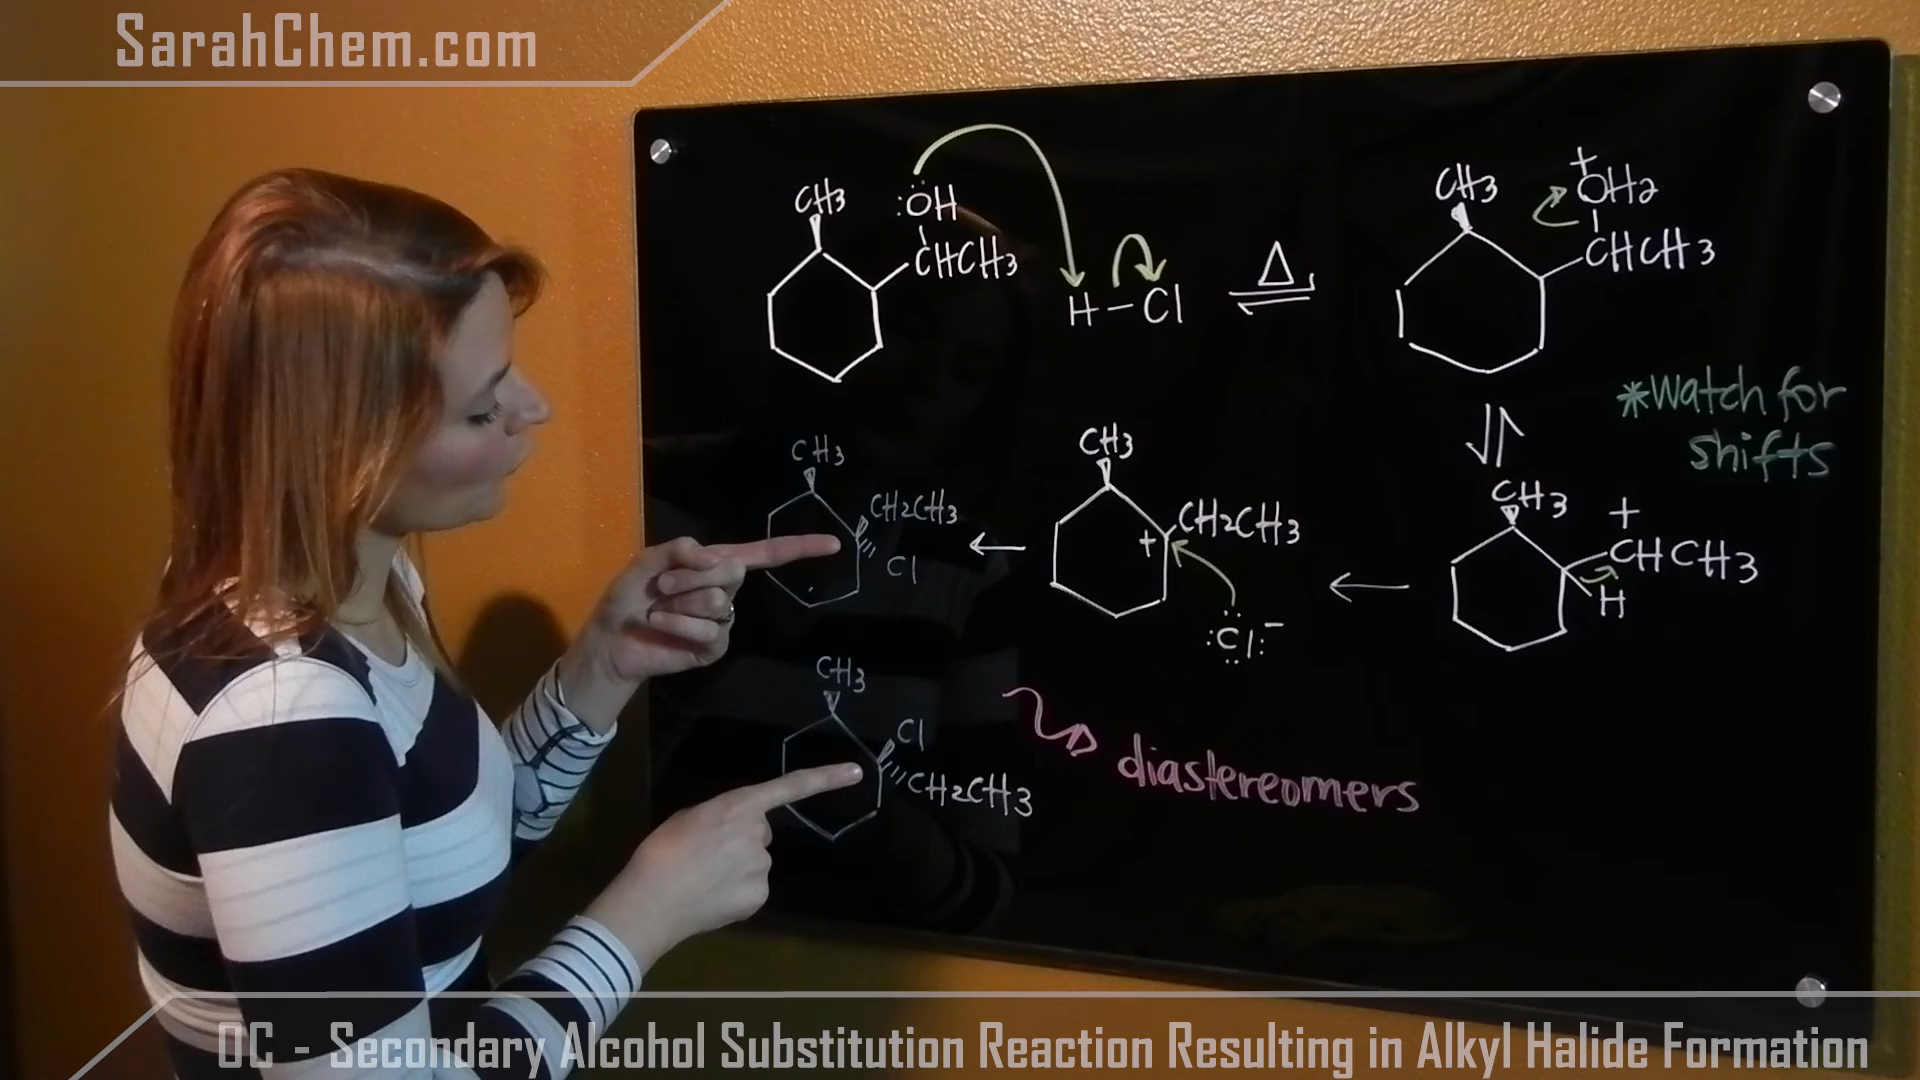 SarahChem.com
CH3
:ÖH
CHCH3
H-Cl
Δ
CH3
+
OH2
CHCH3
*Watch for
shifts
CH3
+
CHCH3
H
CH3
+
CH2CH3
:Cl:⁻
CH3
CH2CH3
Cl
CH3
Cl
CH2CH3
diastereomers
OC - Secondary Alcohol Substitution Reaction Resulting in Alkyl Halide Formation